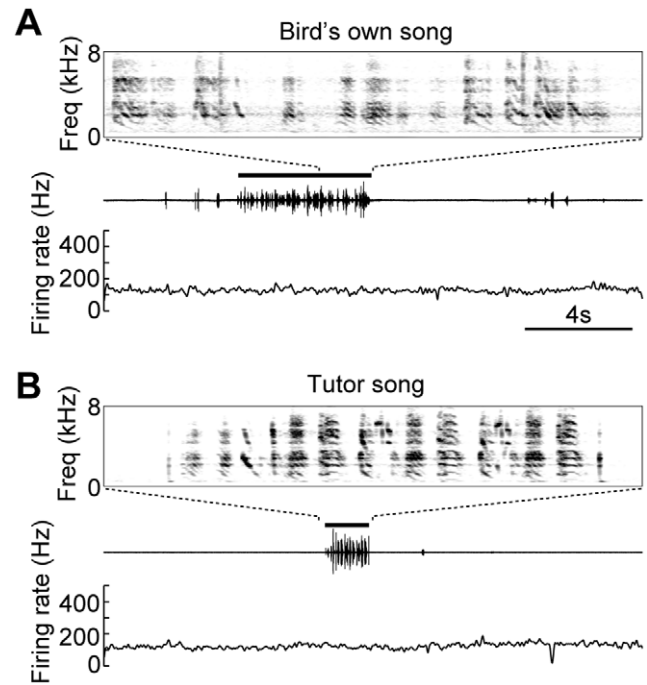 A
Bird's own song
Freq (kHz)
8
0
Firing rate (Hz)
400
200
0
4s
B
Tutor song
Freq (kHz)
8
0
Firing rate (Hz)
400
200
0